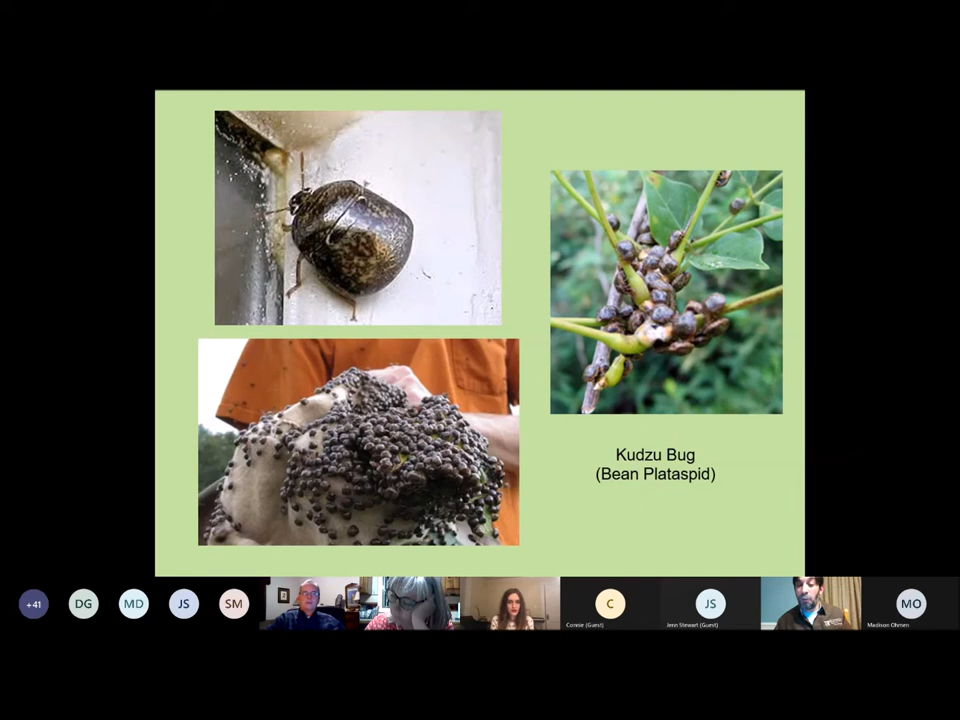 Kudzu Bug
(Bean Plataspid)
+41
DG
MD
JS
SM
C
Connie (Guest)
JS
Jenn Stewart (Guest)
MO
Madison Ohmen